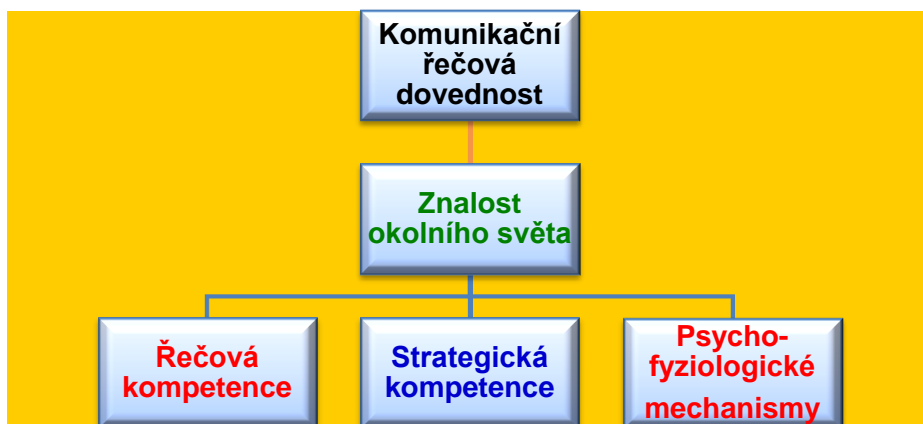 Komunikační
řečová
dovednost
Znalost
okolního světa
Řečová
kompetence
Strategická
kompetence
Psycho-
fyziologické
mechanismy